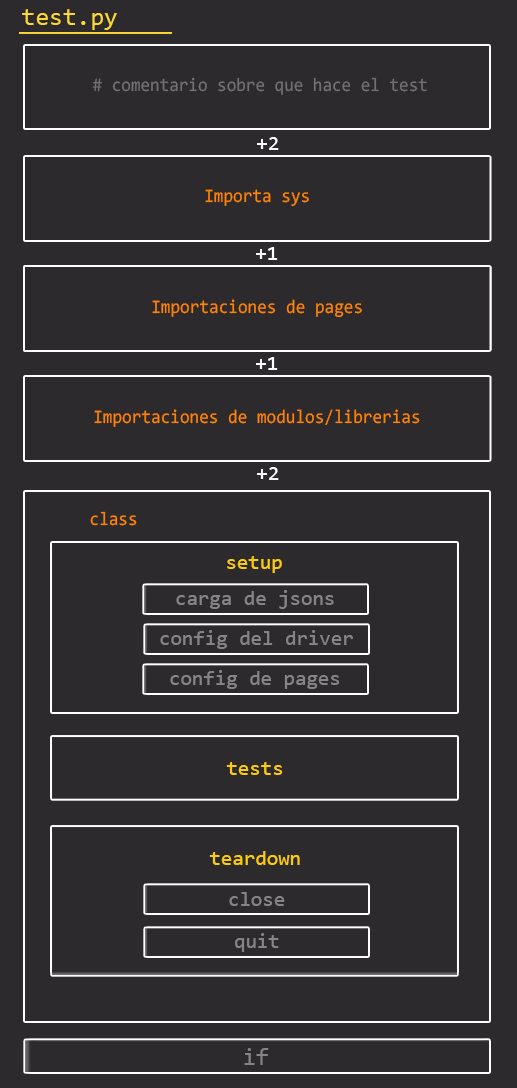 test.py
# comentario sobre que hace el test
+2
Importa sys
+1
Importaciones de pages
+1
Importaciones de modulos/librerias
+2
class
setup
carga de jsons
config del driver
config de pages
tests
teardown
close
quit
if